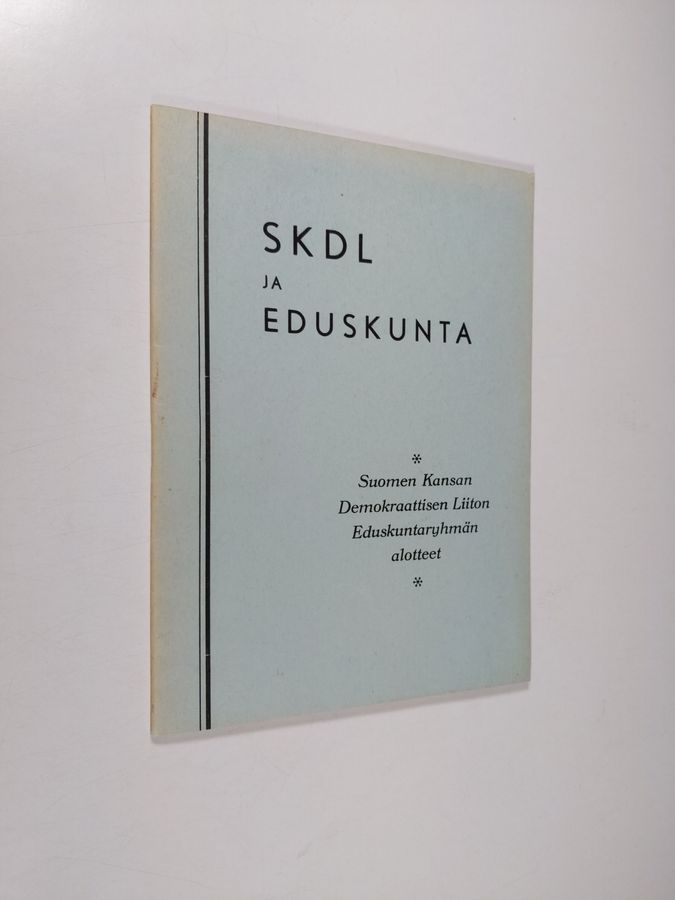 SKDL
JA
EDUSKUNTA
*
Suomen Kansan
Demokraattisen Liiton
Eduskuntaryhmän
alotteet
*